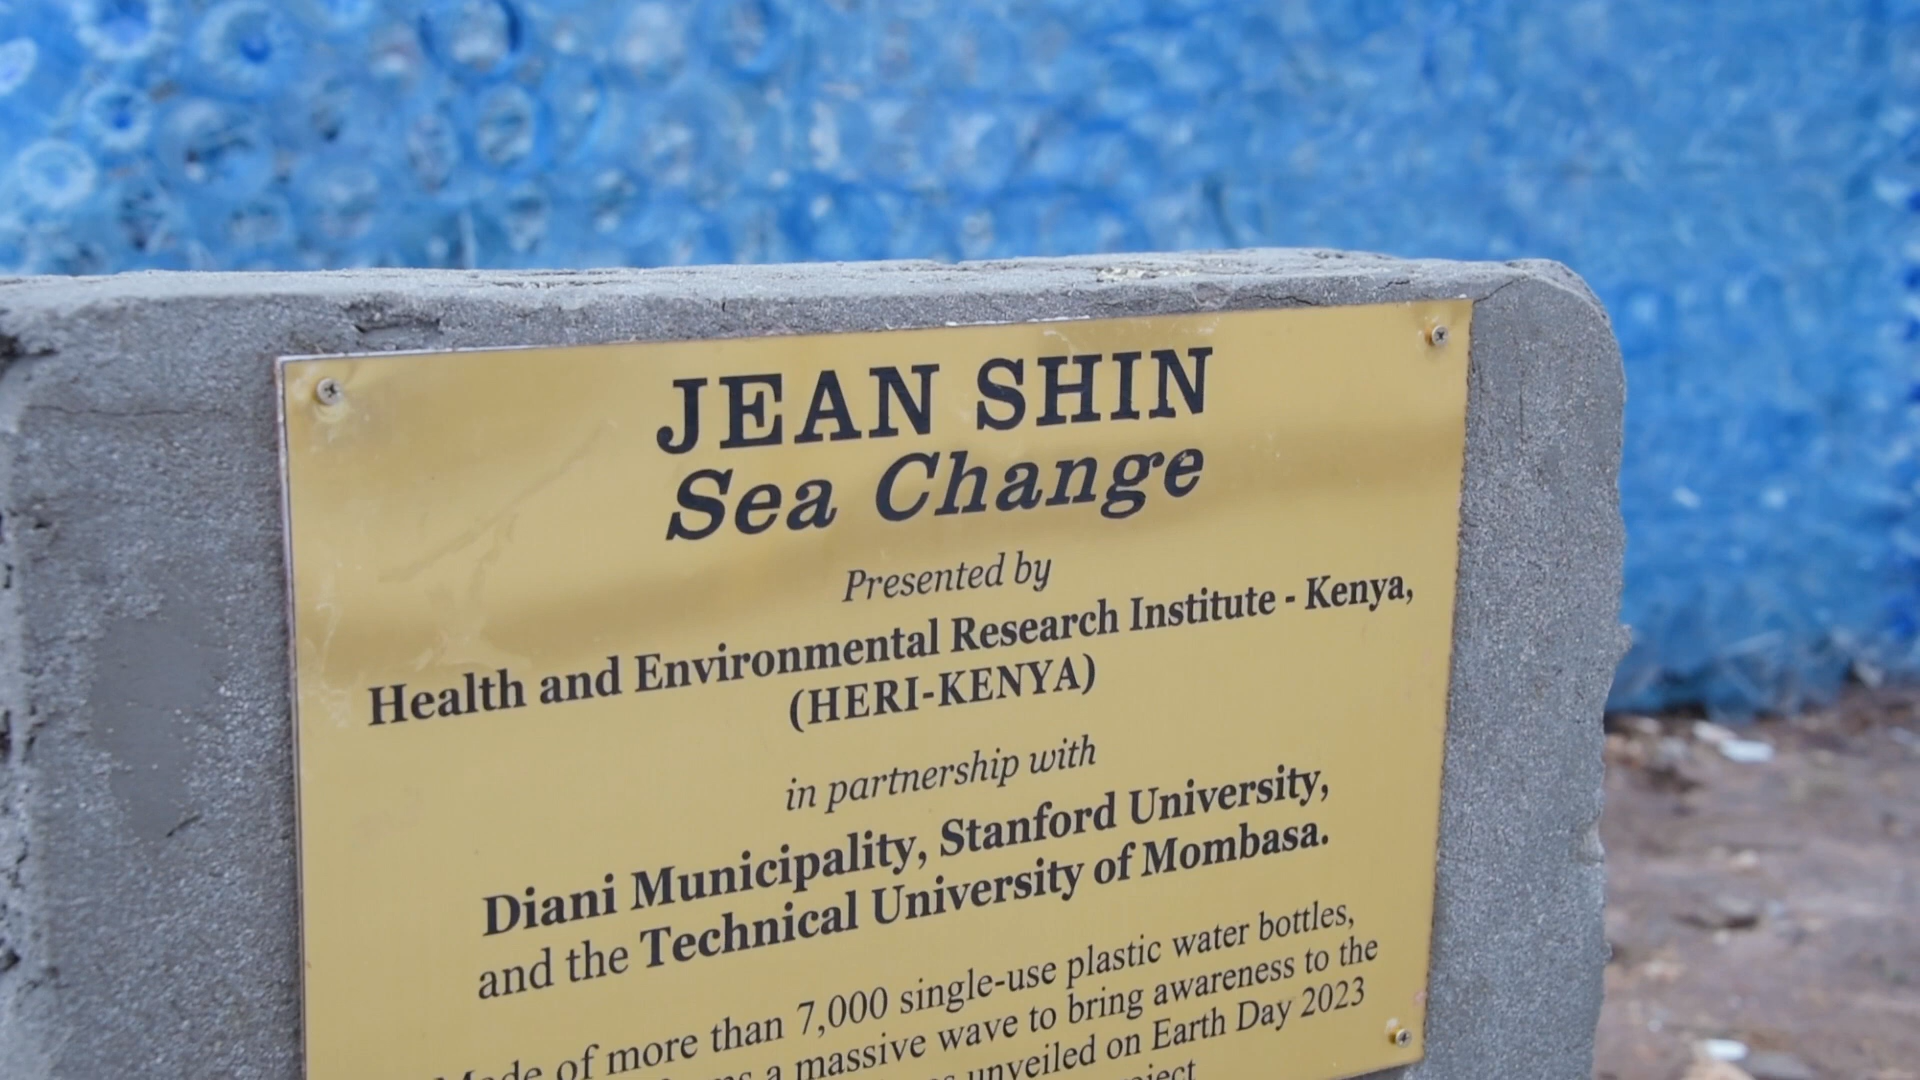 JEAN SHIN
Sea Change
Presented by
Health and Environmental Research Institute - Kenya,
(HERI-KENYA)
in partnership with
Diani Municipality, Stanford University,
and the Technical University of Mombasa.
Made of more than 7,000 single-use plastic water bottles,
a massive wave to bring awareness to the
unveiled on Earth Day 2023